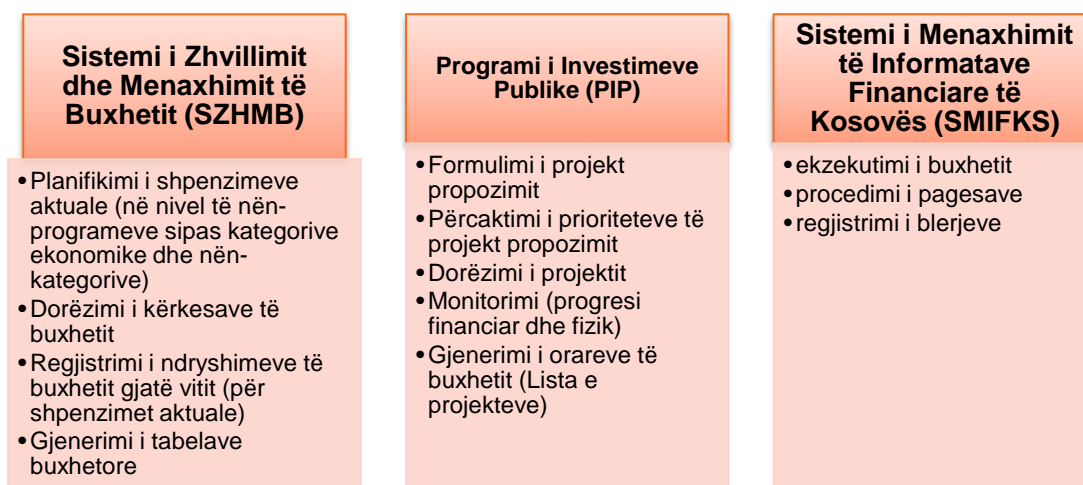 Sistemi i Zhvillimit
dhe Menaxhimit të
Buxhetit (SZHMB)
•Planifikimi i shpenzimeve
aktuale (në nivel të nën-
programeve sipas kategorive
ekonomike dhe nën-
kategorive)
•Dorëzimi i kërkesave të
buxhetit
•Regjistrimi i ndryshimeve të
buxhetit gjatë vitit (për
shpenzimet aktuale)
•Gjenerimi i tabelava
buxhetore
Programi i Investimeve
Publike (PIP)
•Formulimi i projekt
propozimit
•Përcaktimi i prioriteteve të
projekt propozimit
•Dorëzimi i projektit
•Monitorimi (progresi
financiar dhe fizik)
•Gjenerimi i orareve të
buxhetit (Lista e
projekteve)
Sistemi i Menaxhimit
të Informatave
Financiare të
Kosovës (SMIFKS)
•ekzekutimi i buxhetit
•procedimi i pagesave
•regjistrimi i blerjeve